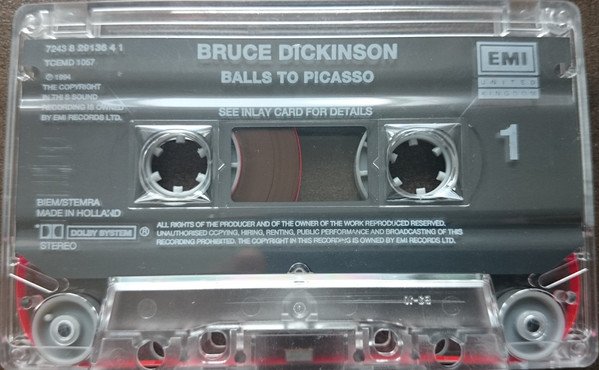 7243 8 29136 4 1
TCEMD 1057
℗ 1994
THE COPYRIGHT
IN THIS SOUND
RECORDING IS OWNED
BY EMI RECORDS LTD.
BRUCE DICKINSON
BALLS TO PICASSO
SEE INLAY CARD FOR DETAILS
EMI
UNITED
KINGDOM
1
BIEM/STEMRA
MADE IN HOLLAND
DOLBY SYSTEM ®
STEREO
ALL RIGHTS OF THE PRODUCER AND OF THE OWNER OF THE WORK REPRODUCED RESERVED.
UNAUTHORISED COPYING, HIRING, RENTING, PUBLIC PERFORMANCE AND BROADCASTING OF THIS
RECORDING PROHIBITED. THE COPYRIGHT IN THIS RECORDING IS OWNED BY EMI RECORDS LTD.